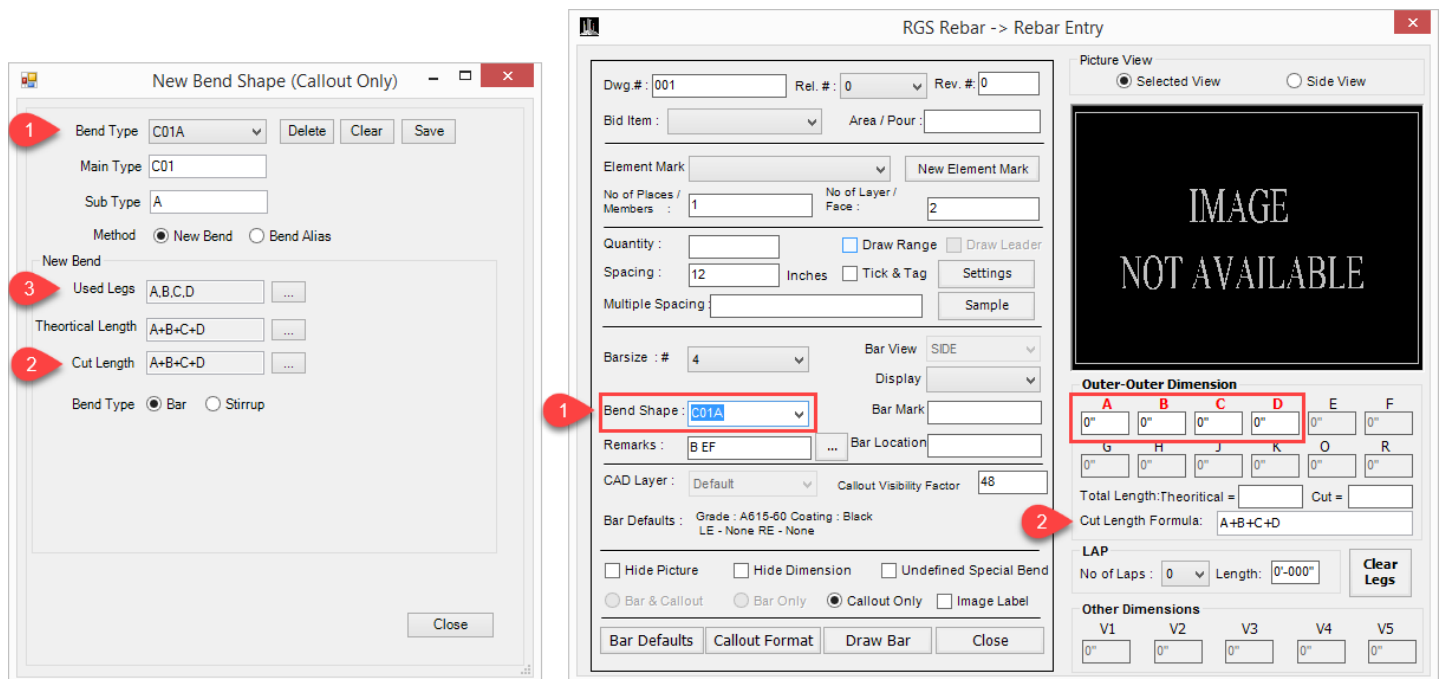 New Bend Shape (Callout Only)
1
Bend Type C01A Delete Clear Save
Main Type C01
Sub Type A
Method New Bend Bend Alias
New Bend
3
Used Legs A,B,C,D ...
Theortical Length A+B+C+D ...
2
Cut Length A+B+C+D ...
Bend Type Bar Stirrup
Close
RGS Rebar -> Rebar Entry
Dwg.# : 001 Rel. # : 0 Rev. #: 0
Bid Item : Area / Pour :
Element Mark New Element Mark
No of Places /
Members : 1
No of Layer /
Face : 2
Quantity : Draw Range Draw Leader
Spacing : 12 Inches Tick & Tag Settings
Multiple Spacing : Sample
Barsize : # 4 Bar View SIDE
Display
1
Bend Shape : C01A Bar Mark
Remarks : B EF ... Bar Location
CAD Layer : Default Callout Visibility Factor 48
Bar Defaults : Grade : A615-60 Coating : Black
LE - None RE - None
Hide Picture Hide Dimension Undefined Special Bend
Bar & Callout Bar Only Callout Only Image Label
Bar Defaults Callout Format Draw Bar Close
Picture View
Selected View Side View
IMAGE
NOT AVAILABLE
Outer-Outer Dimension
A B C D E F
0" 0" 0" 0" 0" 0"
G H J K O R
0" 0" 0" 0" 0" 0"
Total Length:Theoritical = Cut =
2
Cut Length Formula: A+B+C+D
LAP
No of Laps : 0 Length: 0'-000"
Clear
Legs
Other Dimensions
V1 V2 V3 V4 V5
0" 0" 0" 0" 0"